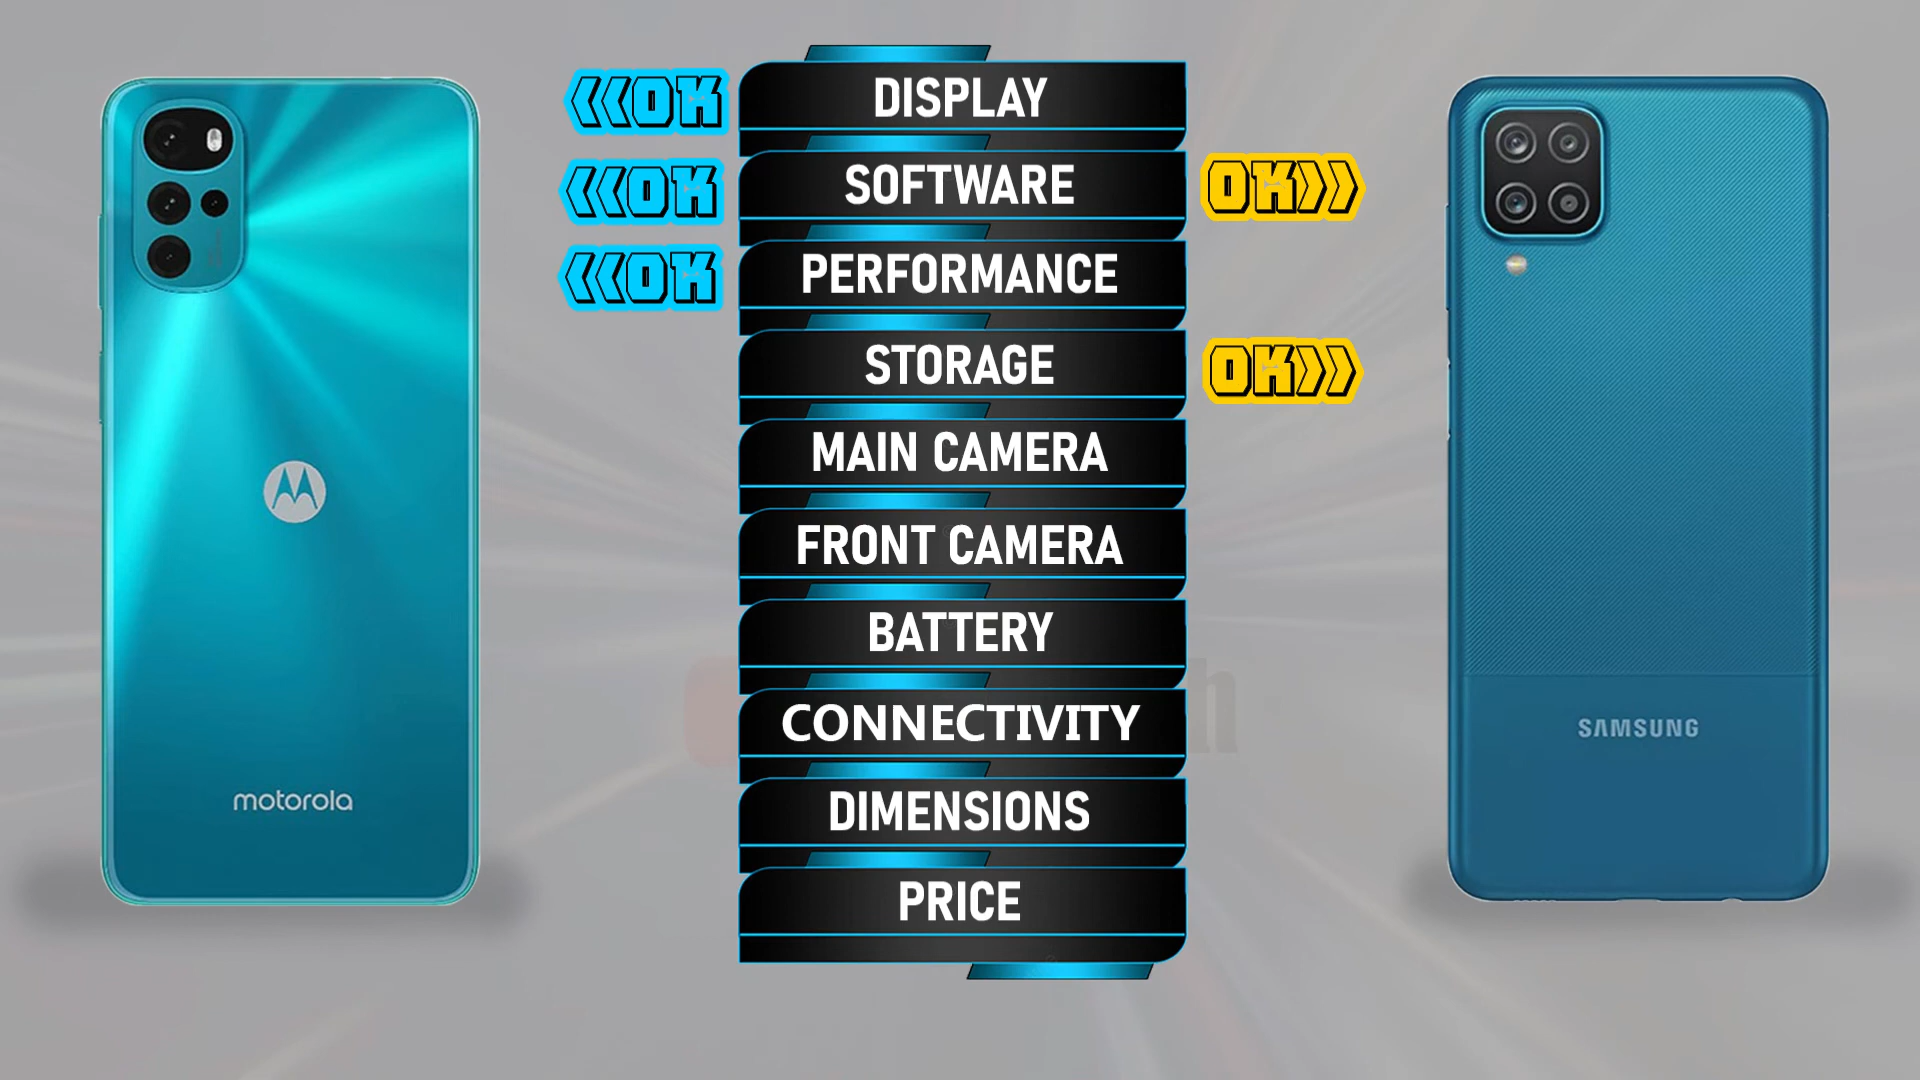 <<OK DISPLAY
<<OK SOFTWARE OK>>
<<OK PERFORMANCE
STORAGE OK>>
MAIN CAMERA
FRONT CAMERA
BATTERY
CONNECTIVITY
DIMENSIONS
PRICE
motorola
SAMSUNG